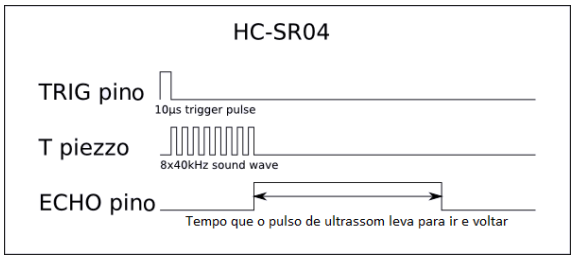 HC-SR04
TRIG pino
10µs trigger pulse
T piezzo
8x40kHz sound wave
ECHO pino
Tempo que o pulso de ultrassom leva para ir e voltar